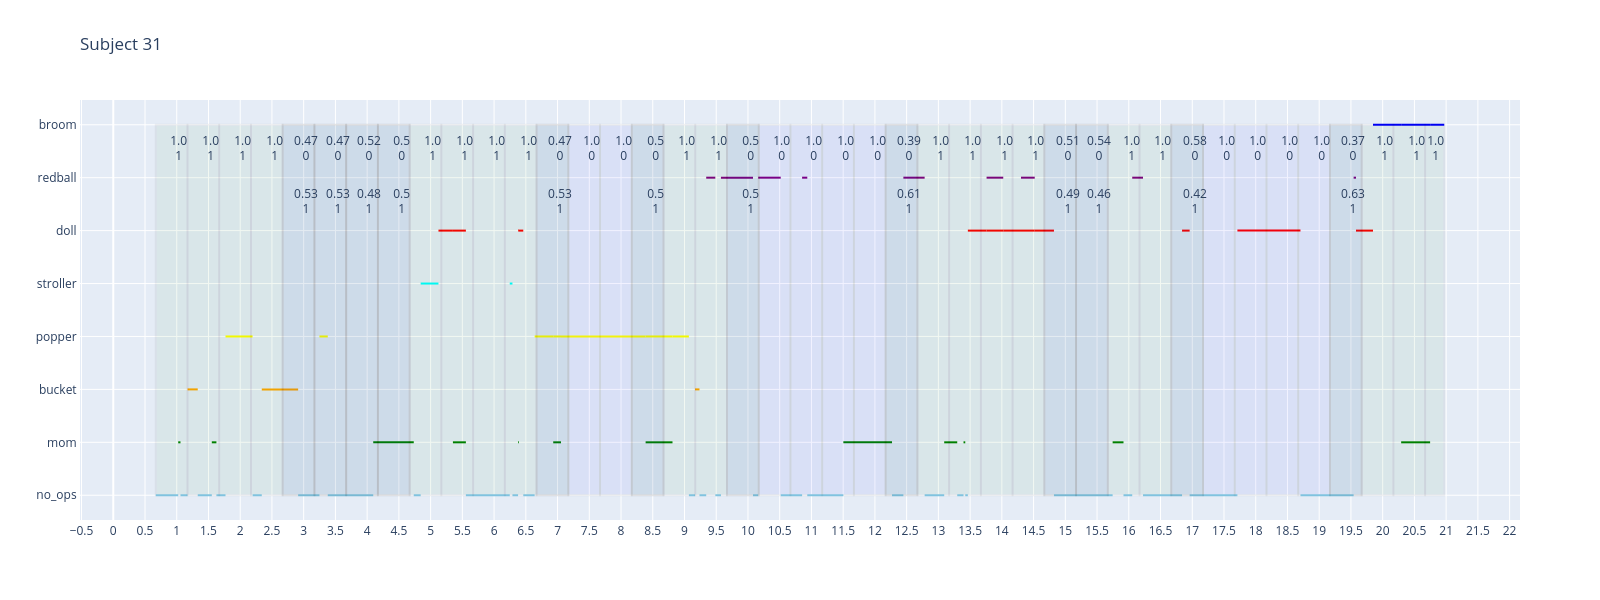 Subject 31
broom
1.0 1.0 1.0 1.0 0.47 0.47 0.52 0.5 1.0 1.0 1.0 1.0 0.47 1.0 1.0 0.5 1.0 1.0 0.5 1.0 1.0 1.0 1.0 0.39 1.0 1.0 1.0 1.0 0.51 0.54 1.0 1.0 0.58 1.0 1.0 1.0 1.0 0.37 1.0 1.0 1.0
1 1 1 1 0 0 0 0 1 1 1 1 0 0 0 0 1 1 0 0 0 0 0 0 1 1 1 1 0 0 1 1 0 0 0 0 0 0 1 1 1
redball
0.53 0.53 0.48 0.5 0.53 0.5 0.5 0.61 0.49 0.46 0.42 0.63
1 1 1 1 1 1 1 1 1 1 1 1
doll
stroller
popper
bucket
mom
no_ops
−0.5 0 0.5 1 1.5 2 2.5 3 3.5 4 4.5 5 5.5 6 6.5 7 7.5 8 8.5 9 9.5 10 10.5 11 11.5 12 12.5 13 13.5 14 14.5 15 15.5 16 16.5 17 17.5 18 18.5 19 19.5 20 20.5 21 21.5 22